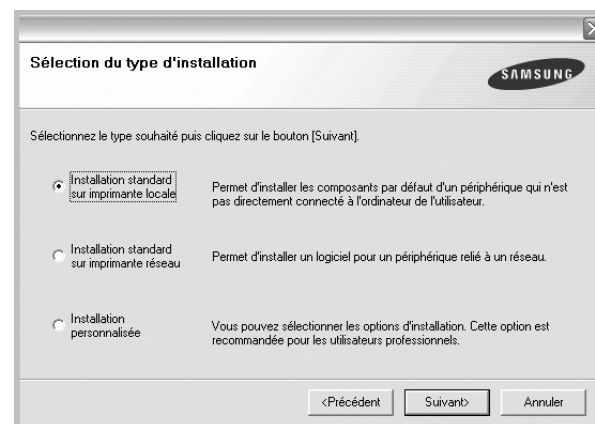 Sélection du type d'installation
SAMSUNG
Sélectionnez le type souhaité puis cliquez sur le bouton [Suivant].
Installation standard
sur imprimante locale
Permet d'installer les composants par défaut d'un périphérique qui n'est
pas directement connecté à l'ordinateur de l'utilisateur.
Installation standard
sur imprimante réseau
Permet d'installer un logiciel pour un périphérique relié à un réseau.
Installation
personnalisée
Vous pouvez sélectionner les options d'installation. Cette option est
recommandée pour les utilisateurs professionnels.
<Précédent
Suivant>
Annuler